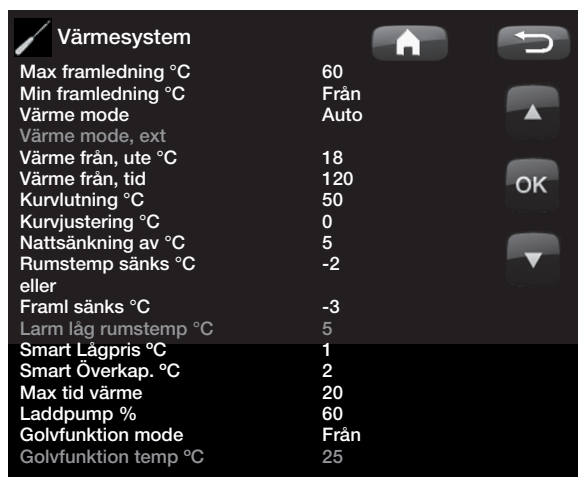 Värmesystem
Max framledning °C 60
Min framledning °C Från
Värme mode Auto
Värme mode, ext
Värme från, ute °C 18
Värme från, tid 120
Kurvlutning °C 50
Kurvjustering °C 0
Nattsänkning av °C 5
Rumstemp sänks °C -2
eller
Framl sänks °C -3
Larm låg rumstemp °C 5
Smart Lågpris ºC 1
Smart Överkap. ºC 2
Max tid värme 20
Laddpump % 60
Golvfunktion mode Från
Golvfunktion temp ºC 25
OK